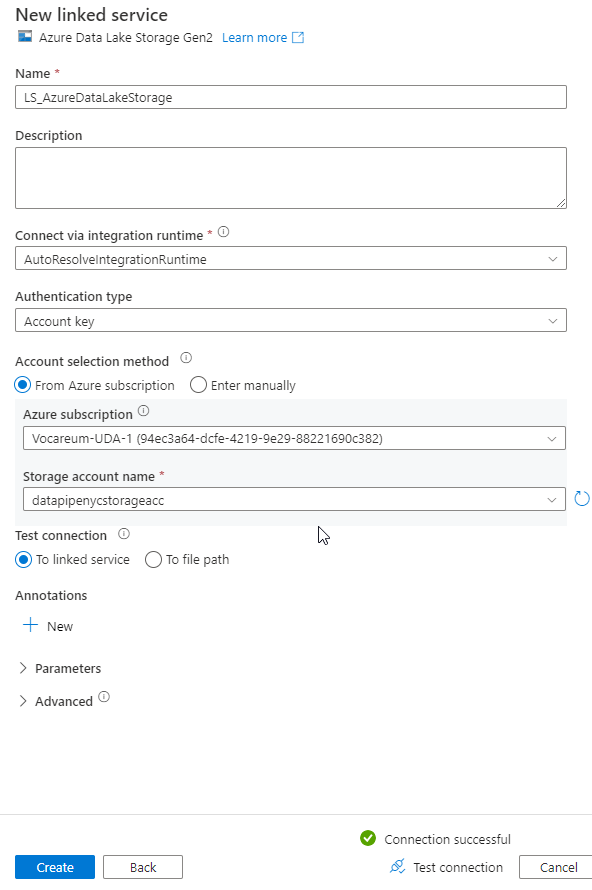 New linked service
Azure Data Lake Storage Gen2 Learn more
Name *
LS_AzureDataLakeStorage
Description
Connect via integration runtime *
AutoResolveIntegrationRuntime
Authentication type
Account key
Account selection method
From Azure subscription Enter manually
Azure subscription
Vocareum-UDA-1 (94ec3a64-dcfe-4219-9e29-88221690c382)
Storage account name *
datapipenycstorageacc
Test connection
To linked service To file path
Annotations
New
Parameters
Advanced
Connection successful
Create Back Test connection Cancel